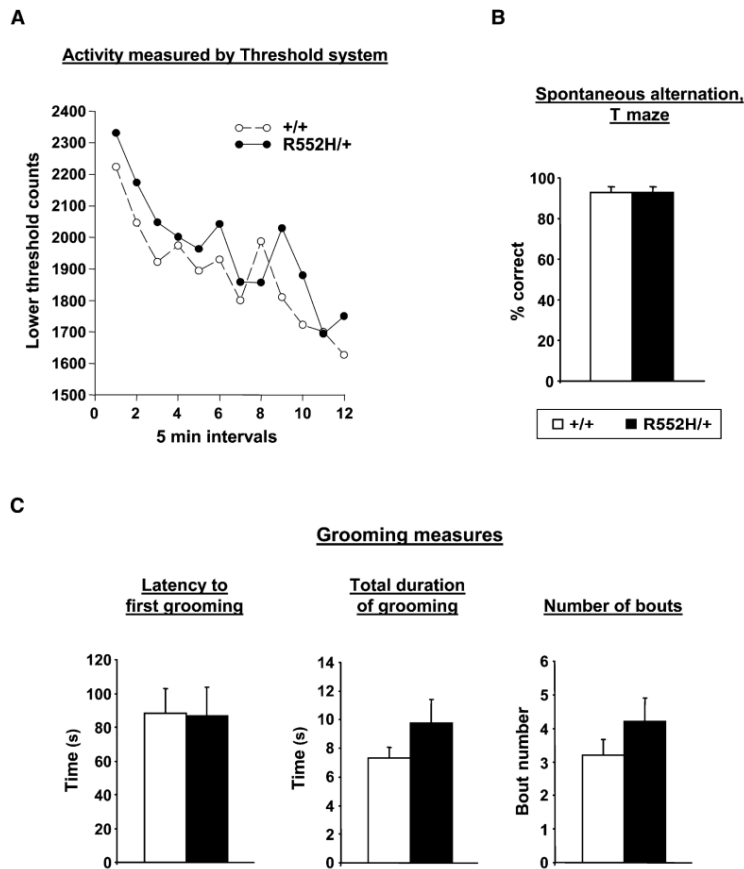 A
Activity measured by Threshold system
2400
2300
2200
2100
2000
1900
1800
1700
1600
1500
0 2 4 6 8 10 12
Lower threshold counts
5 min intervals
+/+
R552H/+
B
Spontaneous alternation,
T maze
100
80
60
40
20
0
% correct
+/+ R552H/+
C
Grooming measures
Latency to
first grooming
120
100
80
60
40
20
0
Time (s)
Total duration
of grooming
14
12
10
8
6
4
2
0
Time (s)
Number of bouts
6
5
4
3
2
1
0
Bout number